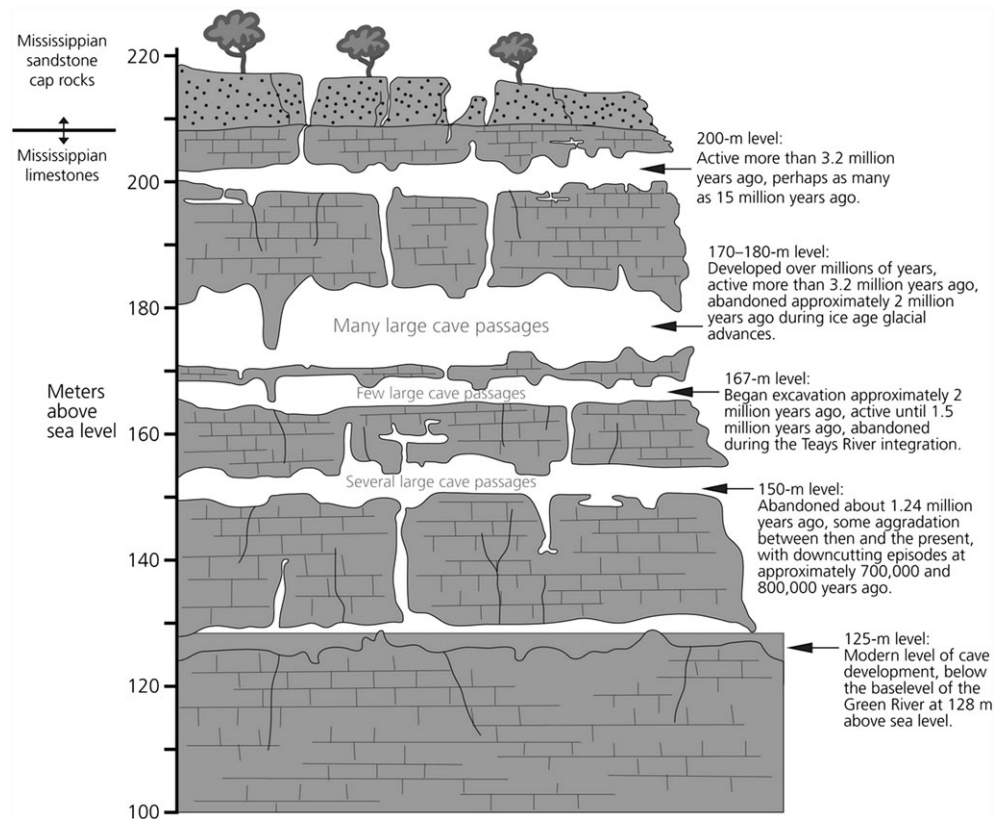 Mississippian
sandstone
cap rocks
Mississippian
limestones
Meters
above
sea level
220
200
180
160
140
120
100
Many large cave passages
Few large cave passages
Several large cave passages
200-m level:
Active more than 3.2 million
years ago, perhaps as many
as 15 million years ago.
170–180-m level:
Developed over millions of years,
active more than 3.2 million years ago,
abandoned approximately 2 million
years ago during ice age glacial
advances.
167-m level:
Began excavation approximately 2
million years ago, active until 1.5
million years ago, abandoned
during the Teays River integration.
150-m level:
Abandoned about 1.24 million
years ago, some aggradation
between then and the present,
with downcutting episodes at
approximately 700,000 and
800,000 years ago.
125-m level:
Modern level of cave
development, below
the baselevel of the
Green River at 128 m
above sea level.